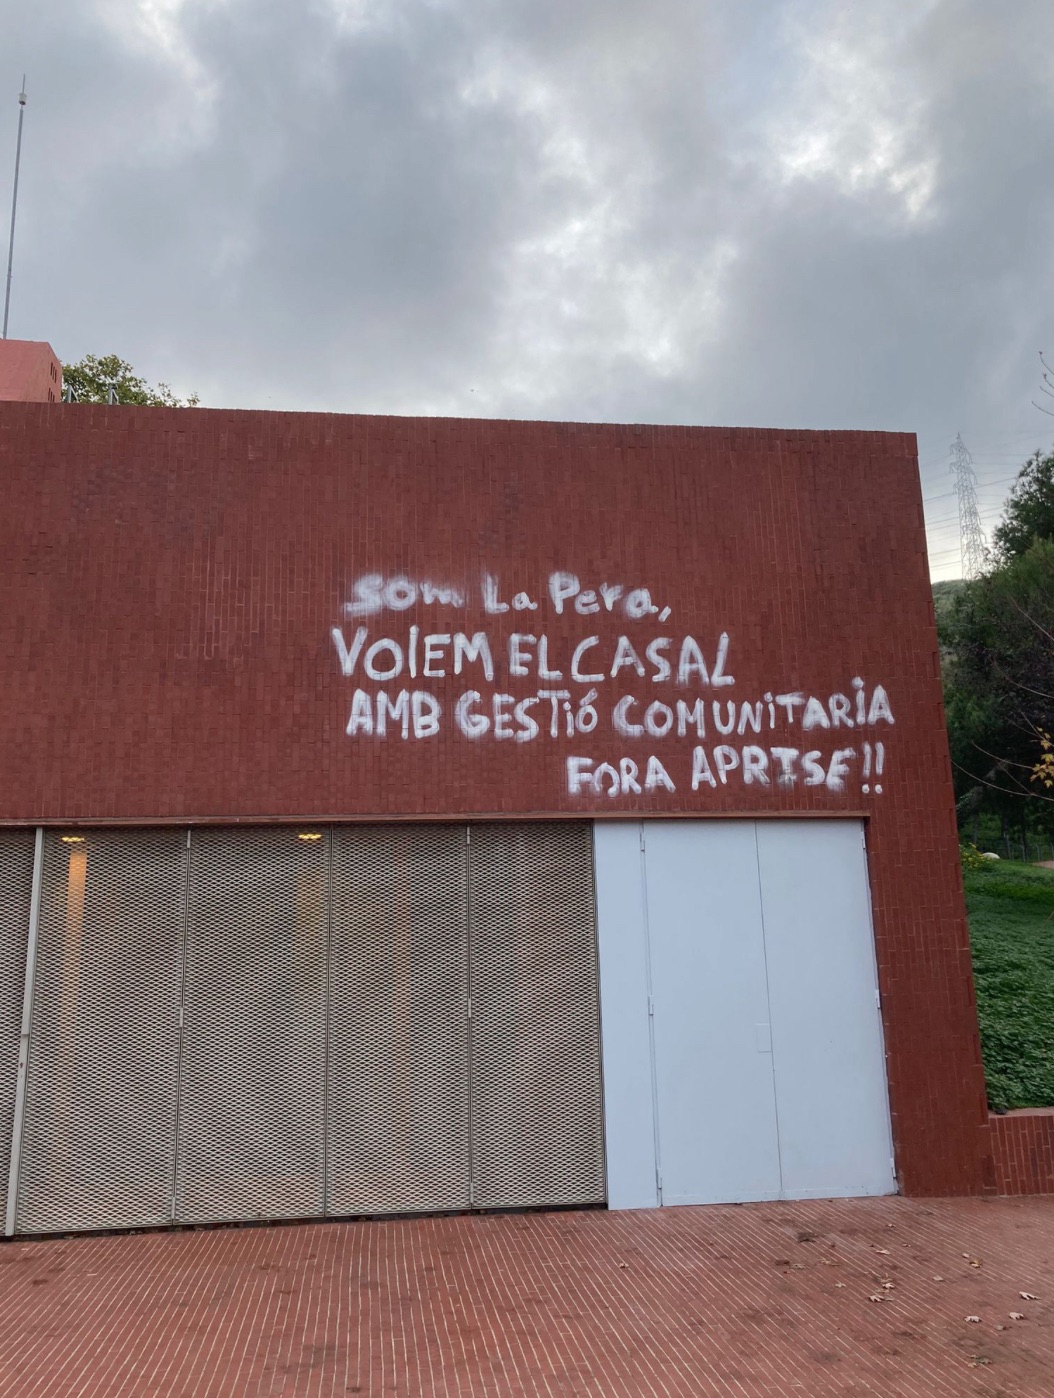 Som La Pera,
VOlEM EL CASAL
AMB GESTIÓ COMUNiTARiA
FORA APRISE!!